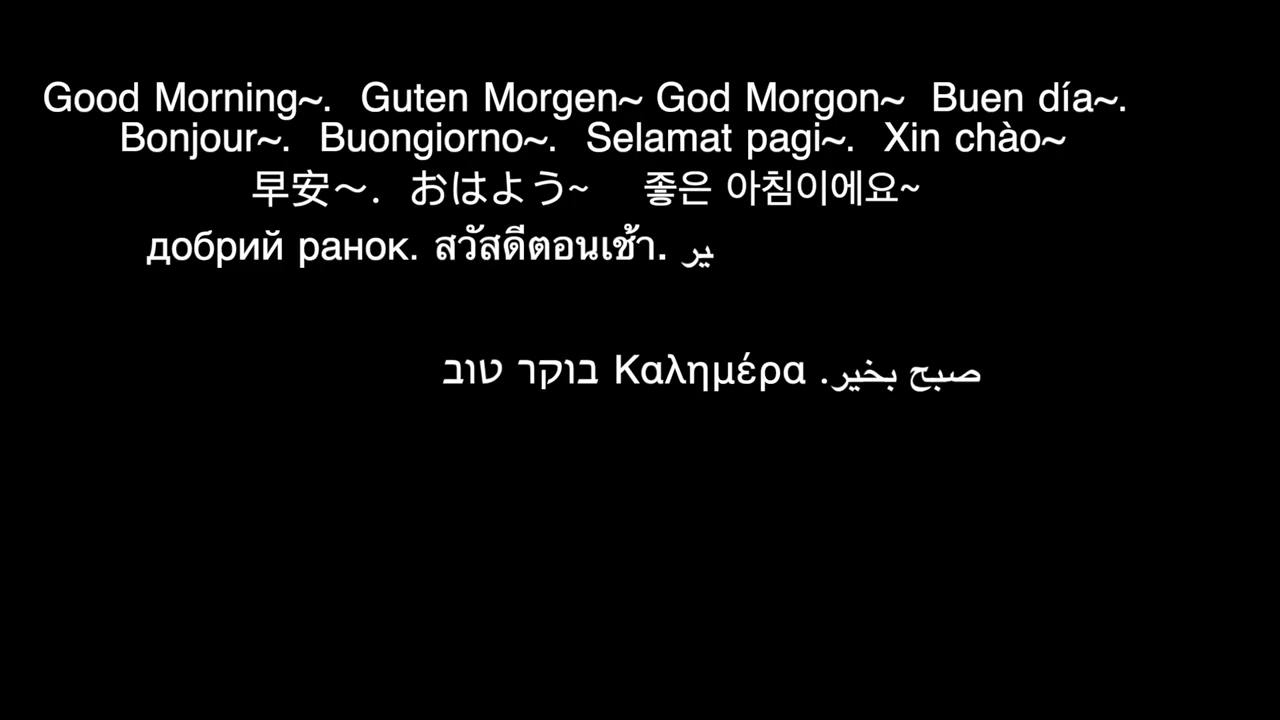 Good Morning~. Guten Morgen~ God Morgon~ Buen día~.
Bonjour~. Buongiorno~. Selamat pagi~. Xin chào~
早安～. おはよう~ 좋은 아침이에요~
добрий ранок. สวัสดีตอนเช้า. یر
صبح بخیر. Καλημέρα בוקר טוב